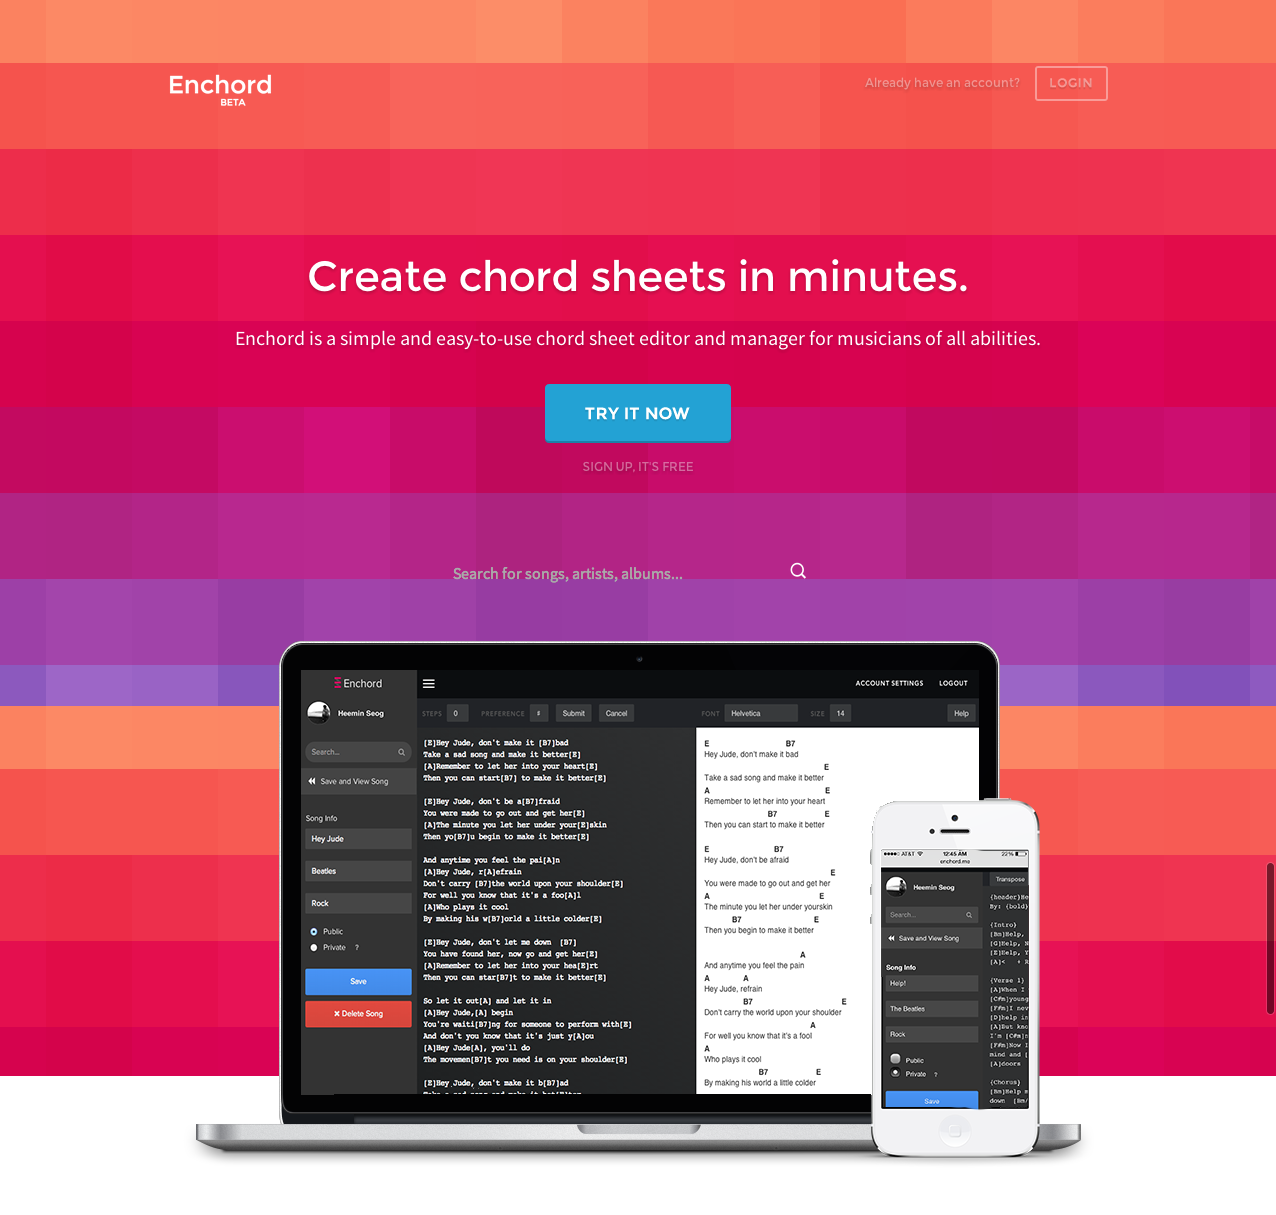 Enchord
BETA
Already have an account?
LOGIN
Create chord sheets in minutes.
Enchord is a simple and easy-to-use chord sheet editor and manager for musicians of all abilities.
TRY IT NOW
SIGN UP, IT'S FREE
Search for songs, artists, albums...
Enchord
ACCOUNT SETTINGS
LOGOUT
Heemin Seog
STEPS
0
PREFERENCE
♯
Submit
Cancel
FONT
Helvetica
SIZE
14
Help
Search...
Save and View Song
Song Info
Hey Jude
Beatles
Rock
Public
Private ?
Save
✖ Delete Song
[E]Hey Jude, don't make it [B7]bad
Take a sad song and make it better[E]
[A]Remember to let her into your heart[E]
Then you can start[B7] to make it better[E]
[E]Hey Jude, don't be a[B7]fraid
You were made to go out and get her[E]
[A]The minute you let her under your[E]skin
Then yo[B7]u begin to make it better[E]
And anytime you feel the pai[A]n
[A]Hey Jude, r[A]efrain
Don't carry [B7]the world upon your shoulder[E]
For well you know that it's a foo[A]l
[A]Who plays it cool
By making his w[B7]orld a little colder[E]
[E]Hey Jude, don't let me down  [B7]
You have found her, now go and get her[E]
[A]Remember to let her into your hea[E]rt
Then you can star[B7]t to make it better[E]
So let it out[A] and let it in
[A]Hey Jude,[A] begin
You're waiti[B7]ng for someone to perform with[E]
And don't you know that it's just y[A]ou
[A]Hey Jude[A], you'll do
The movemen[B7]t you need is on your shoulder[E]
[E]Hey Jude, don't make it b[B7]ad
E B7
Hey Jude, don't make it bad
E
Take a sad song and make it better
A E
Remember to let her into your heart
B7 E
Then you can start to make it better
E B7
Hey Jude, don't be afraid
E
You were made to go out and get her
A E
The minute you let her under yourskin
B7 E
Then you begin to make it better
A
And anytime you feel the pain
A A
Hey Jude, refrain
B7 E
Don't carry the world upon your shoulder
A
For well you know that it's a fool
A
Who plays it cool
B7 E
By making his world a little colder
AT&T
12:45 AM
22%
enchord.me
Heemin Seog
Transpose
Search...
Save and View Song
Song Info
Help!
The Beatles
Rock
Public
Private ?
Save
{header}He
By: {bold}
{Intro}
[Bm]Help,
[G]Help, N
[E]Help, Y
[A]<
{Verse 1}
[A]When I
[C#m]young
[F#m]I nev
[D]help in
[A]But kno
I'm [C#m]n
[F#m]Now I
mind and [
[A]doors
{Chorus}
[Bm]Help m
down [Bm/